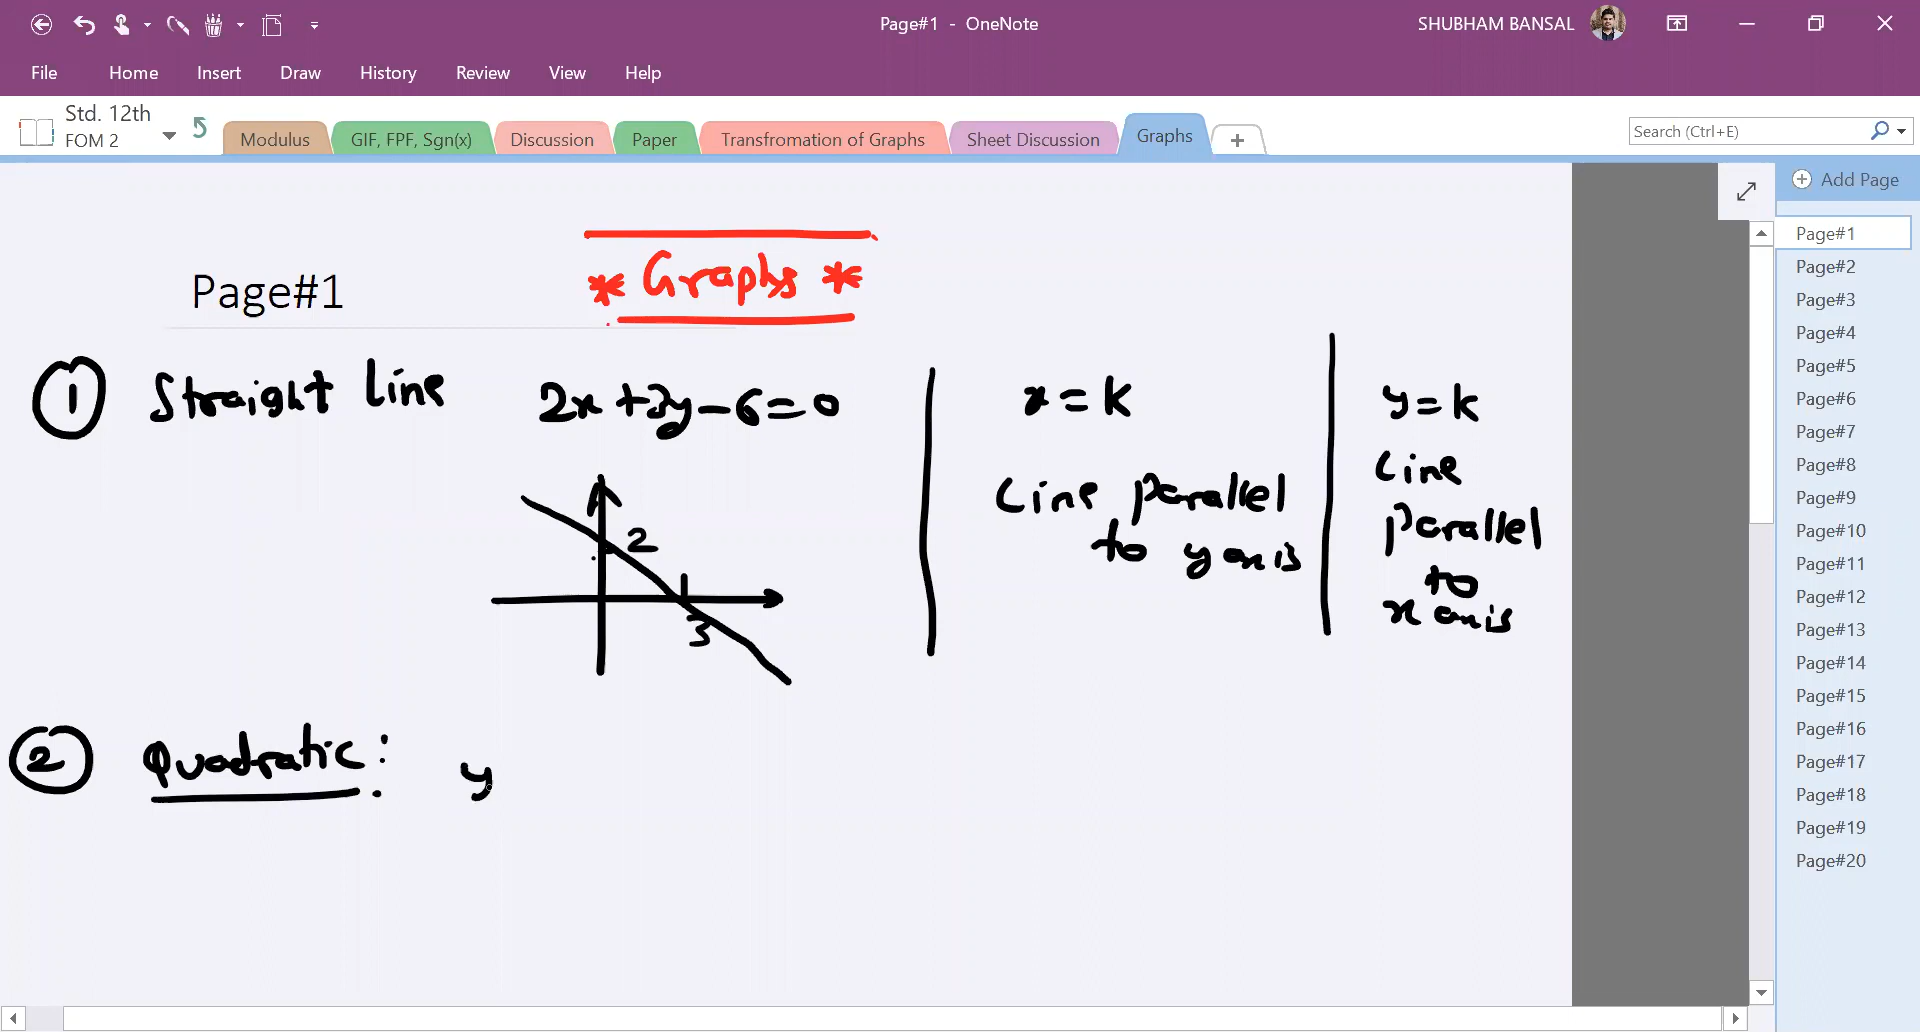 Page#1 - OneNote
SHUBHAM BANSAL
File Home Insert Draw History Review View Help
Std. 12th
FOM 2
Modulus GIF, FPF, Sgn(x) Discussion Paper Transfromation of Graphs Sheet Discussion Graphs +
Search (Ctrl+E)
Add Page
* Graphs *
Page#1
① Straight Line 2x+3y-6=0
2
3
x=k
Line parallel
to y axis
y=k
Line
parallel
to
x axis
② Quadratic: y
Page#1
Page#2
Page#3
Page#4
Page#5
Page#6
Page#7
Page#8
Page#9
Page#10
Page#11
Page#12
Page#13
Page#14
Page#15
Page#16
Page#17
Page#18
Page#19
Page#20